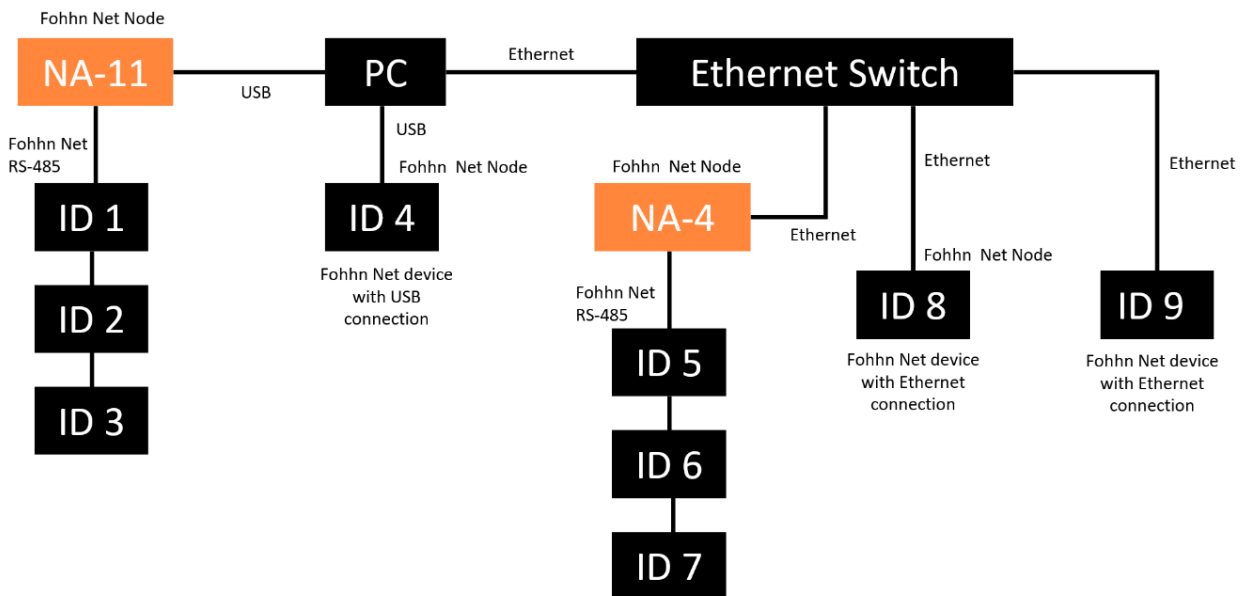 Fohhn Net Node
NA-11
USB
PC
Ethernet
Ethernet Switch
Fohhn Net
RS-485
ID 1
ID 2
ID 3
USB
Fohhn Net Node
ID 4
Fohhn Net device
with USB
connection
Fohhn Net Node
NA-4
Ethernet
Fohhn Net
RS-485
ID 5
ID 6
ID 7
Ethernet
Fohhn Net Node
ID 8
Fohhn Net device
with Ethernet
connection
Ethernet
ID 9
Fohhn Net device
with Ethernet
connection